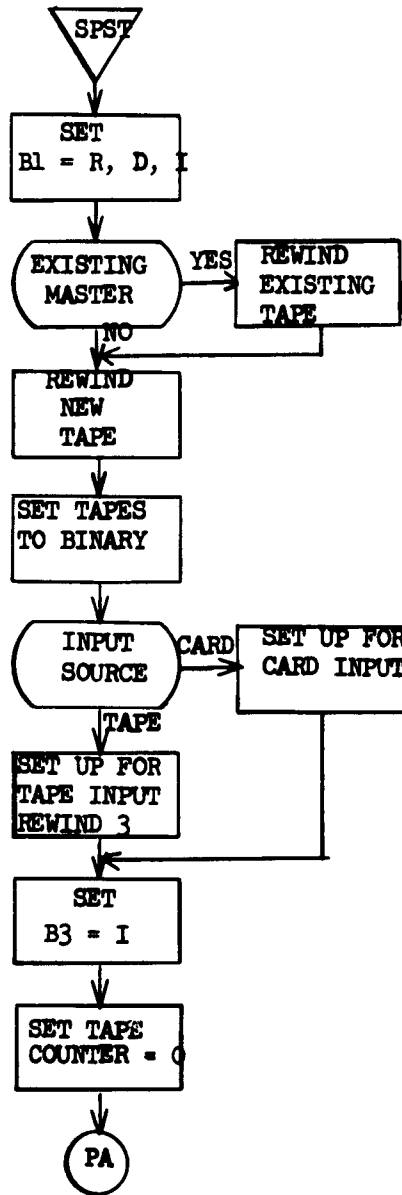 SPST
SET
B1 = R, D, I
EXISTING
MASTER
YES
REWIND
EXISTING
TAPE
NO
REWIND
NEW
TAPE
SET TAPES
TO BINARY
INPUT
SOURCE
CARD
SET UP FOR
CARD INPUT
TAPE
SET UP FOR
TAPE INPUT
REWIND 3
SET
B3 = I
SET TAPE
COUNTER = 0
PA